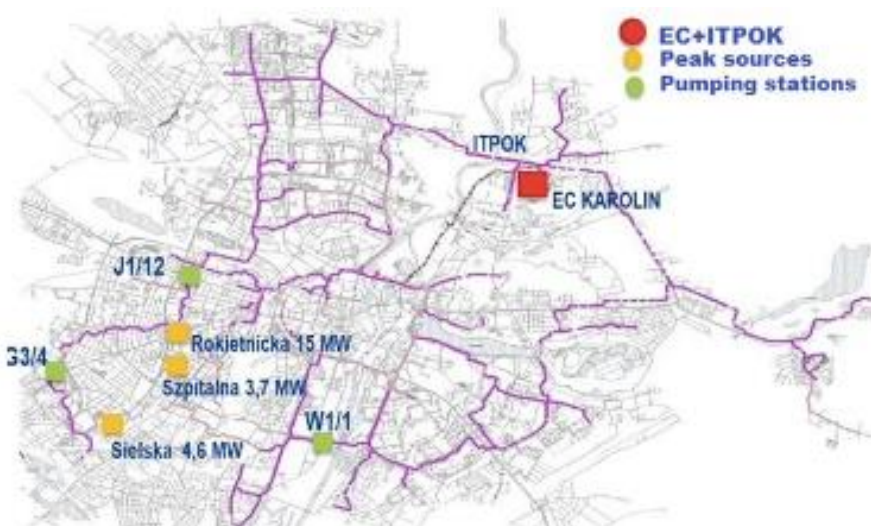 EC+ITPOK
Peak sources
Pumping stations
ITPOK
EC KAROLIN
J1/12
Rokietnicka 15 MW
G3/4
Szpitalna 3,7 MW
W1/1
Sielska 4,6 MW